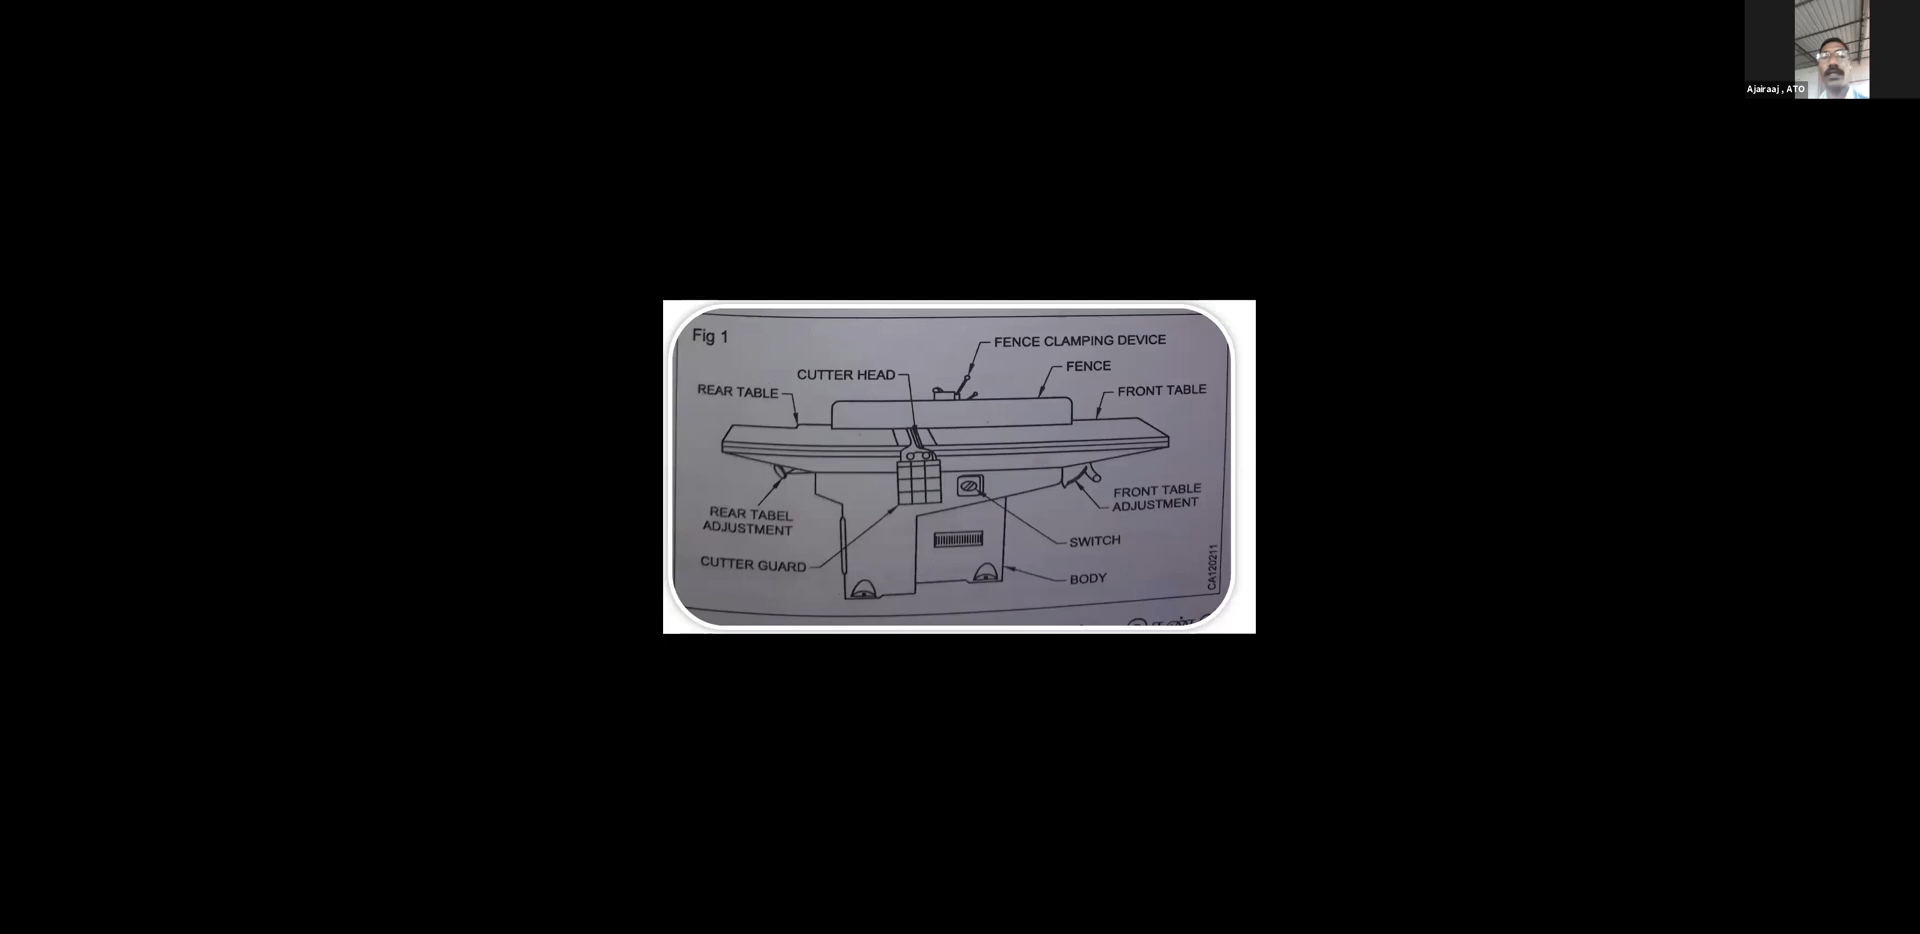 Ajairaaj , ATO
Fig 1
FENCE CLAMPING DEVICE
FENCE
CUTTER HEAD
REAR TABLE
FRONT TABLE
FRONT TABLE
ADJUSTMENT
REAR TABEL
ADJUSTMENT
SWITCH
CUTTER GUARD
BODY
CA120211